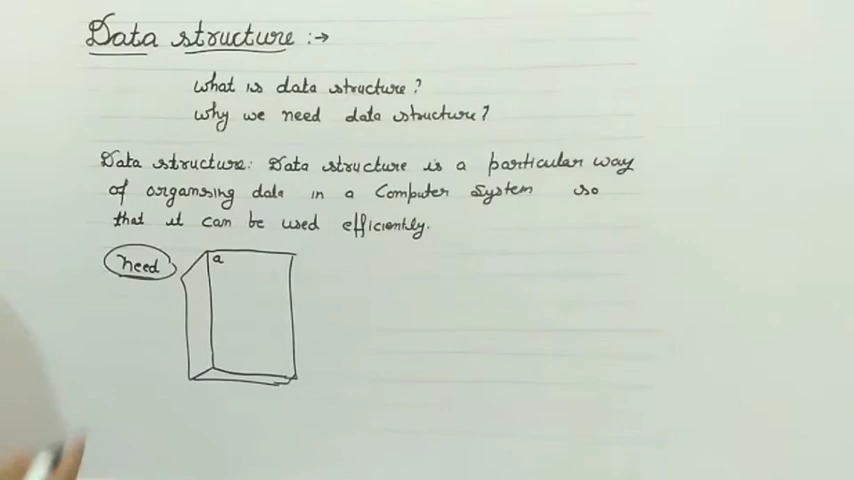 Data structure :→
What is data structure?
Why we need data structure?
Data structure: Data structure is a particular way
of organising data in a Computer System so
that it can be used efficiently.
Need
a